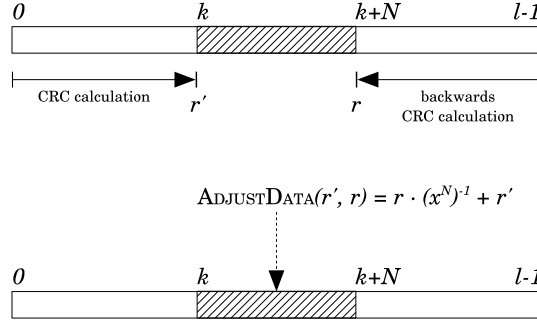 0 k k+N l-1
CRC calculation r′ r backwards
CRC calculation
ADJUSTDATA(r′, r) = r · (x^N)^-1 + r′
0 k k+N l-1